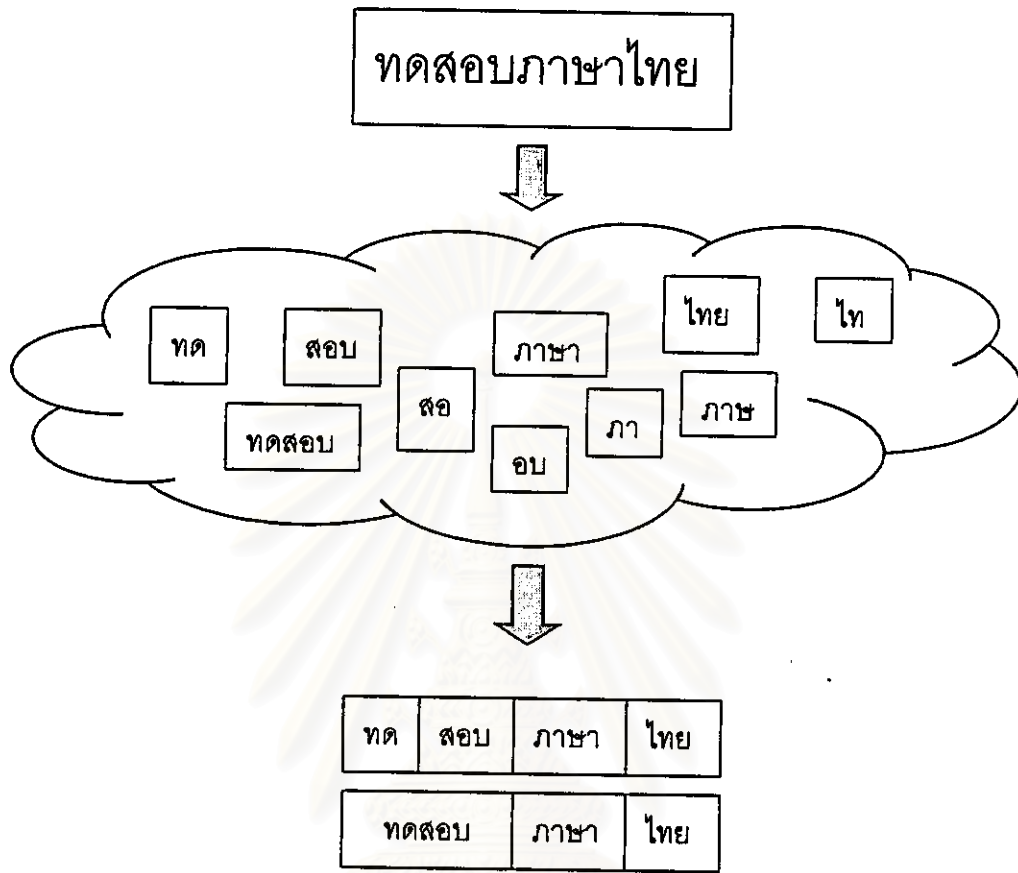 ทดสอบภาษาไทย
ทด สอบ ภาษา ไทย ไท
ทดสอบ สอ อบ ภา ภาษ
ทด สอบ ภาษา ไทย
ทดสอบ ภาษา ไทย